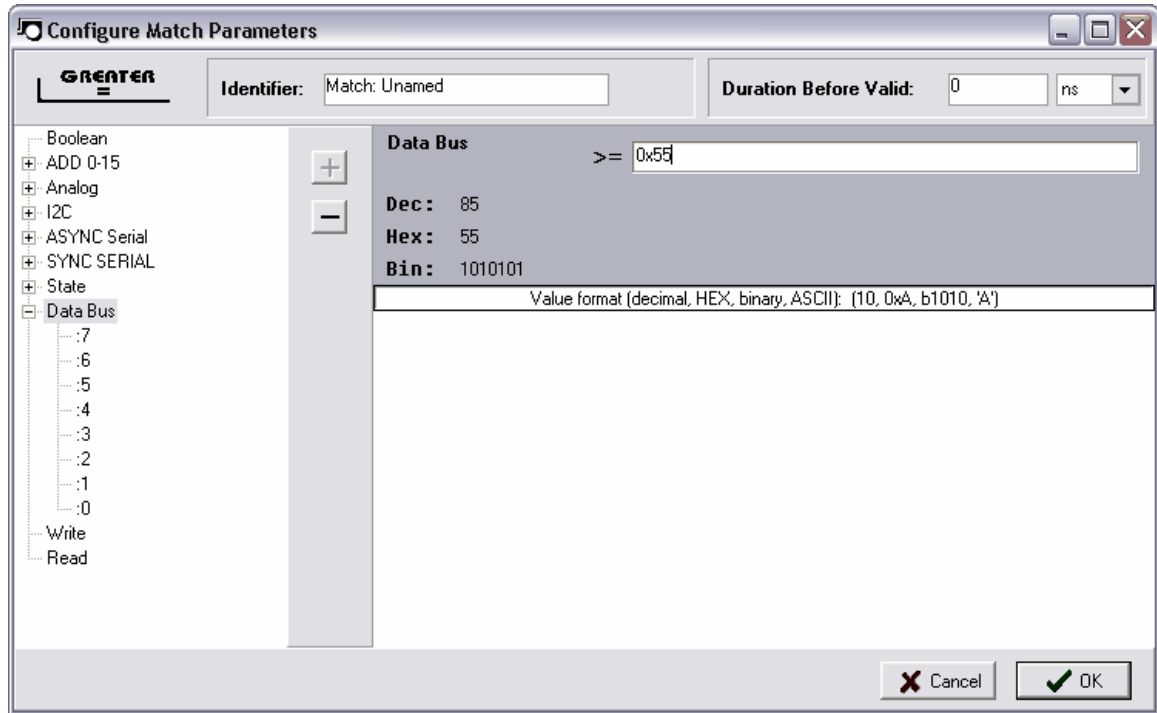 Configure Match Parameters
GREATER
=
Identifier: Match: Unnamed
Duration Before Valid: 0 ns
Boolean
ADD 0-15
Analog
I2C
ASYNC Serial
SYNC SERIAL
State
Data Bus
:7
:6
:5
:4
:3
:2
:1
:0
Write
Read
+
−
Data Bus >= 0x55
Dec: 85
Hex: 55
Bin: 1010101
Value format (decimal, HEX, binary, ASCII): (10, 0xA, b1010, 'A')
Cancel OK